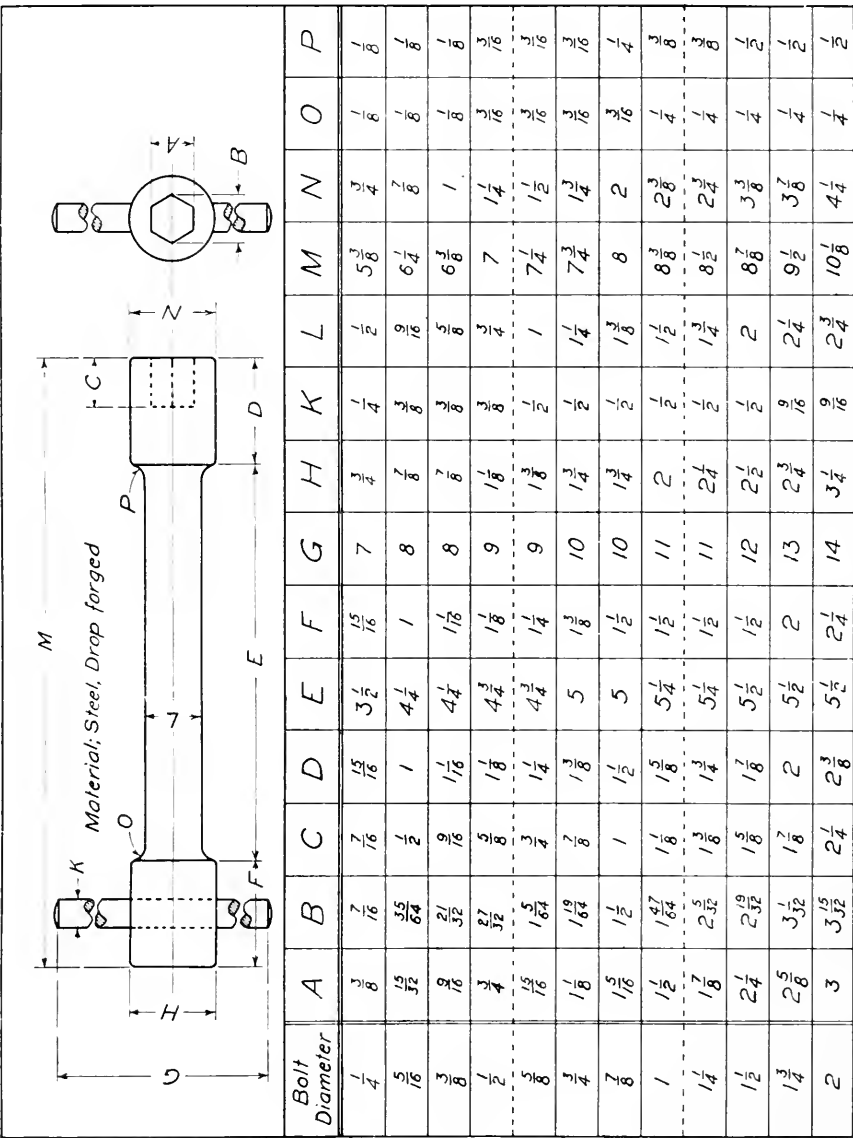 M
Material; Steel, Drop forged
G
H
K
O
F
L
E
P
C
D
N
A
B
Bolt Diameter A B C D E F G H K L M N O P
1/4 3/8 7/16 7/16 15/16 3 1/2 15/16 7 3/4 1/4 1/2 5 3/8 3/4 1/8 1/8
5/16 15/32 35/64 1/2 1 4 1/4 1 8 7/8 3/8 9/16 6 1/4 7/8 1/8 1/8
3/8 9/16 21/32 9/16 1 1/16 4 1/4 1 1/16 8 7/8 3/8 5/8 6 3/8 1 1/8 1/8
1/2 3/4 27/32 5/8 1 1/8 4 3/4 1 1/8 9 1 1/8 3/8 3/4 7 1 1/4 3/16 3/16
5/8 15/16 1 5/64 3/4 1 1/4 4 3/4 1 1/4 9 1 3/8 1/2 1 7 1/4 1 1/2 3/16 3/16
3/4 1 1/8 1 19/64 7/8 1 3/8 5 1 3/8 10 1 3/4 1/2 1 1/4 7 3/4 1 3/4 3/16 3/16
7/8 1 5/16 1 1/2 1 1 1/2 5 1 1/2 10 1 3/4 1/2 1 3/8 8 2 3/16 1/4
1 1 1/2 1 47/64 1 1/8 1 5/8 5 1/4 1 1/2 11 2 1/2 1 1/2 8 3/8 2 3/8 1/4 3/8
1 1/4 1 7/8 2 5/32 1 3/8 1 3/4 5 1/4 1 1/2 11 2 1/4 1/2 1 3/4 8 1/2 2 3/4 1/4 3/8
1 1/2 2 1/4 2 19/32 1 5/8 1 7/8 5 1/2 1 1/2 12 2 1/2 1/2 2 8 7/8 3 3/8 1/4 1/2
1 3/4 2 5/8 3 1/32 1 7/8 2 5 1/2 2 13 2 3/4 9/16 2 1/4 9 1/2 3 7/8 1/4 1/2
2 3 3 15/32 2 1/4 2 3/8 5 1/2 2 1/4 14 3 1/4 9/16 2 3/4 10 1/8 4 1/4 1/4 1/2